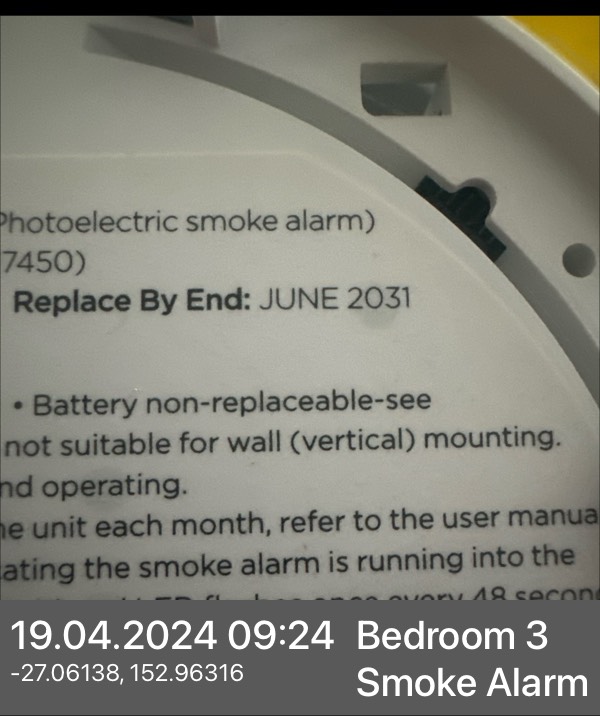 Photoelectric smoke alarm)
7450)
Replace By End: JUNE 2031
• Battery non-replaceable-see
not suitable for wall (vertical) mounting.
nd operating.
he unit each month, refer to the user manua
ating the smoke alarm is running into the
once every 48 secon
19.04.2024 09:24
-27.06138, 152.96316
Bedroom 3
Smoke Alarm